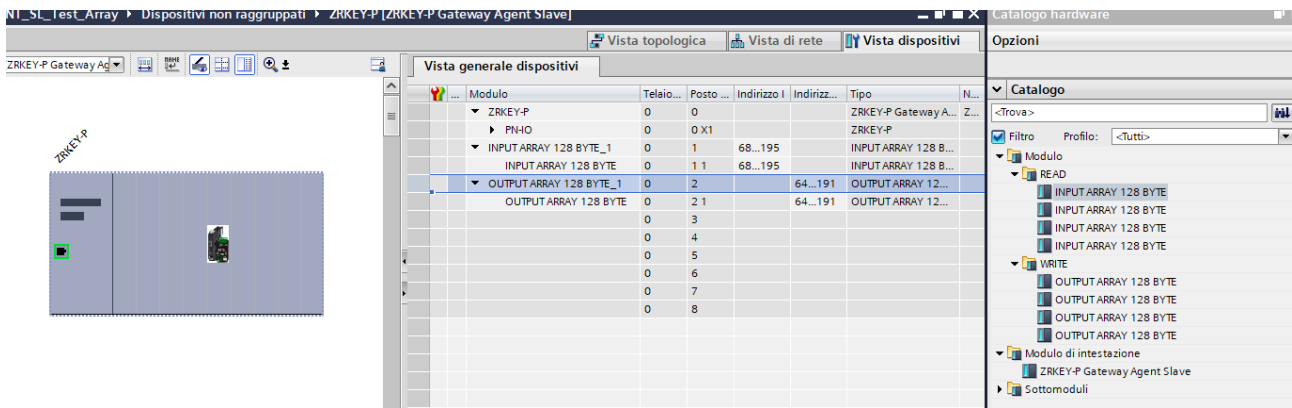 NT_SL_Test_Array ▸ Dispositivi non raggruppati ▸ ZRKEY-P [ZRKEY-P Gateway Agent Slave]
Catalogo hardware
Vista topologica Vista di rete Vista dispositivi
Opzioni
ZRKEY-P Gateway Ag
Vista generale dispositivi
Catalogo
... Modulo Telaio... Posto ... Indirizzo I Indirizz... Tipo N...
<Trova>
ZRKEY-P 0 0 ZRKEY-P Gateway A... Z...
Filtro Profilo: <Tutti>
PN-IO 0 0 X1 ZRKEY-P
INPUT ARRAY 128 BYTE_1 0 1 68...195 INPUT ARRAY 128 B...
INPUT ARRAY 128 BYTE 0 1 1 68...195 INPUT ARRAY 128 B...
OUTPUT ARRAY 128 BYTE_1 0 2 64...191 OUTPUT ARRAY 12...
OUTPUT ARRAY 128 BYTE 0 2 1 64...191 OUTPUT ARRAY 12...
0 3
0 4
0 5
0 6
0 7
0 8
ZRKEY-P
Modulo
READ
INPUT ARRAY 128 BYTE
INPUT ARRAY 128 BYTE
INPUT ARRAY 128 BYTE
INPUT ARRAY 128 BYTE
WRITE
OUTPUT ARRAY 128 BYTE
OUTPUT ARRAY 128 BYTE
OUTPUT ARRAY 128 BYTE
OUTPUT ARRAY 128 BYTE
Modulo di intestazione
ZRKEY-P Gateway Agent Slave
Sottomoduli